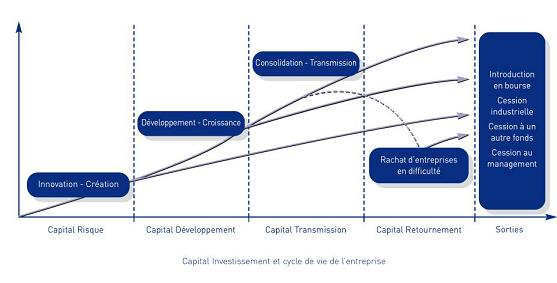 Consolidation - Transmission
Développement - Croissance
Innovation - Création
Rachat d'entreprises
en difficulté
Introduction
en bourse
Cession
industrielle
Cession à un
autre fonds
Cession au
management
Capital Risque
Capital Développement
Capital Transmission
Capital Retournement
Sorties
Capital Investissement et cycle de vie de l'entreprise